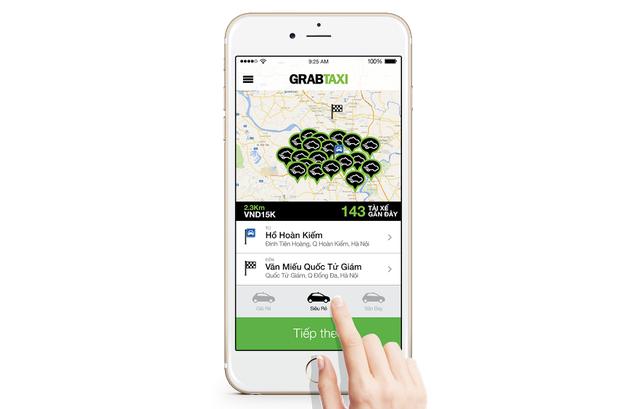 9:25 AM
100%
GRABTAXI
2.3Km
VND15K
143 TÀI XẾ
GẦN ĐÂY
TỪ
Hồ Hoàn Kiếm
Đinh Tiên Hoàng, Q Hoàn Kiếm, Hà Nội
ĐẾN
Văn Miếu Quốc Tử Giám
Quốc Tử Giám, Q Đống Đa, Hà Nội
Giá Rẻ
Siêu Rẻ
Sân Bay
Tiếp the